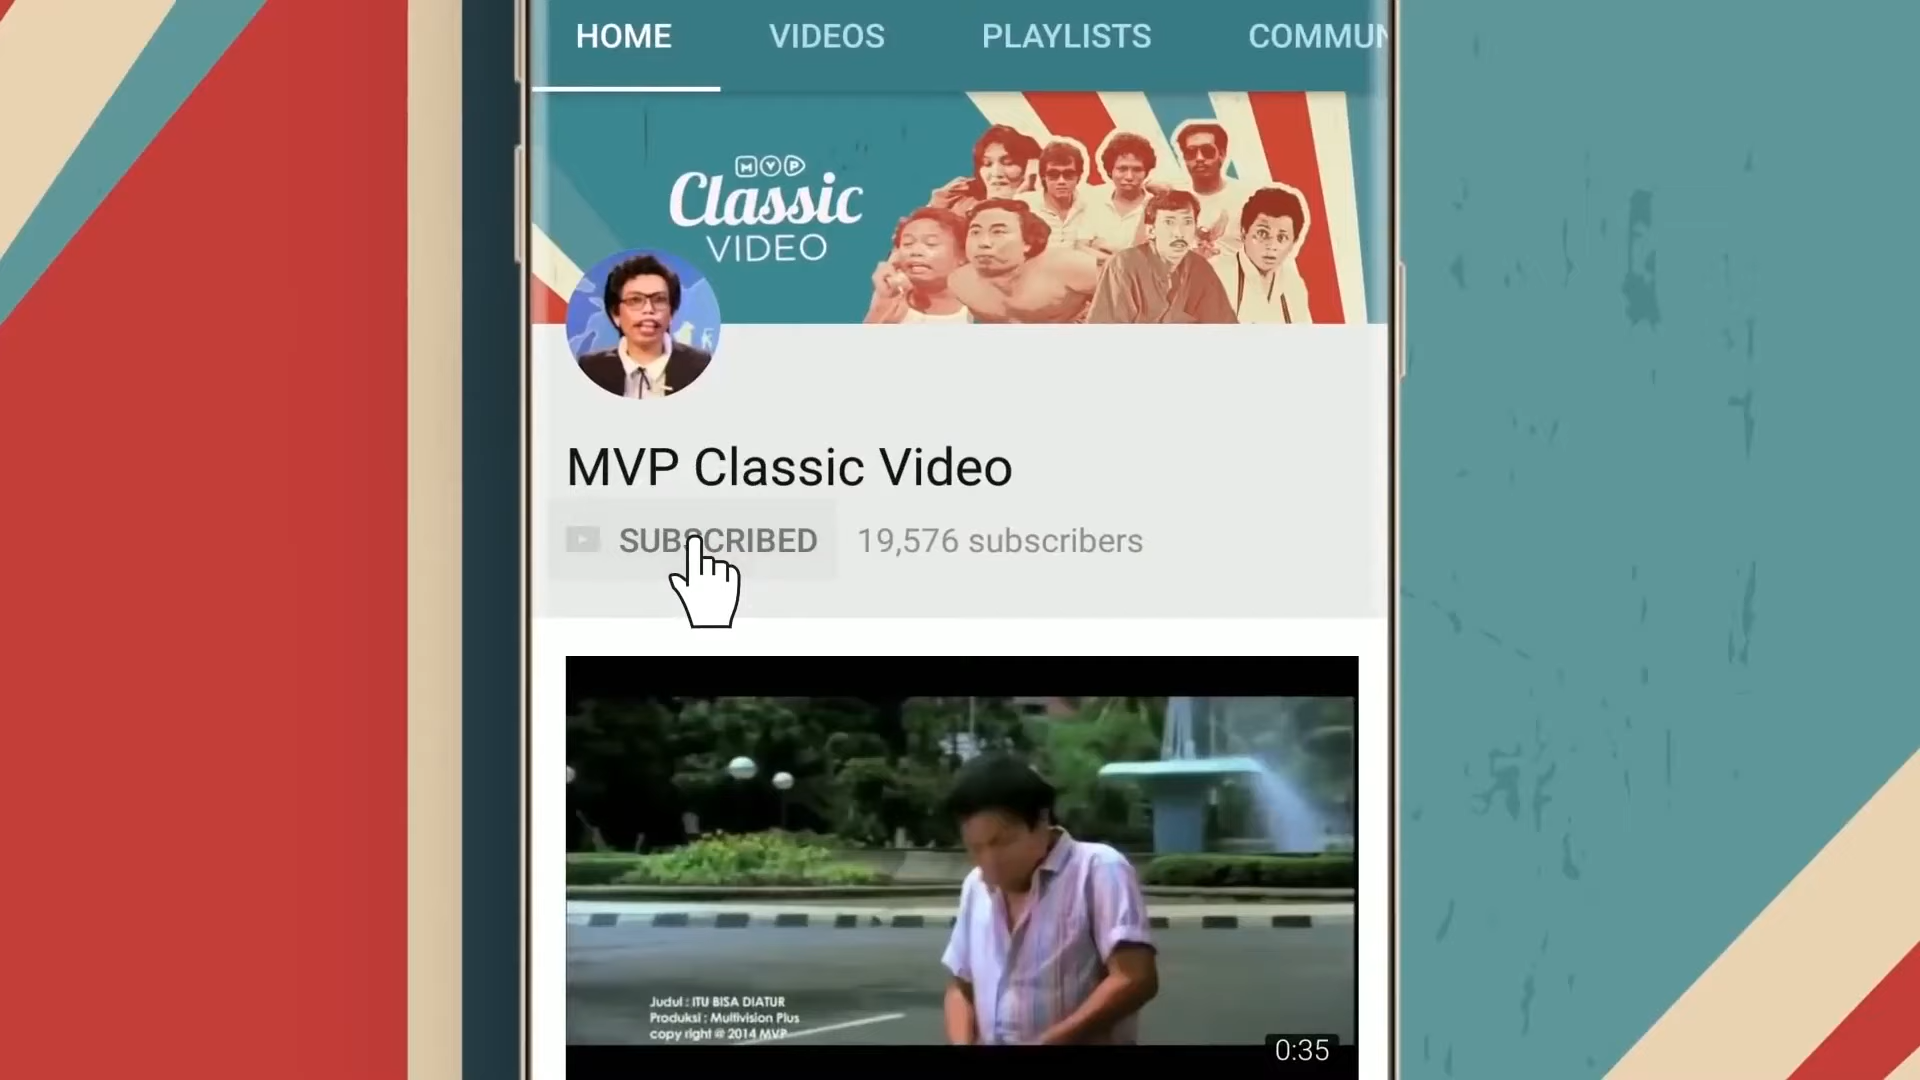 HOME VIDEOS PLAYLISTS COMMUN
MVP
Classic
VIDEO
MVP Classic Video
SUBSCRIBED 19,576 subscribers
Judul : ITU BISA DIATUR
Produksi : Multivision Plus
copy right @ 2014 MVP
0:35